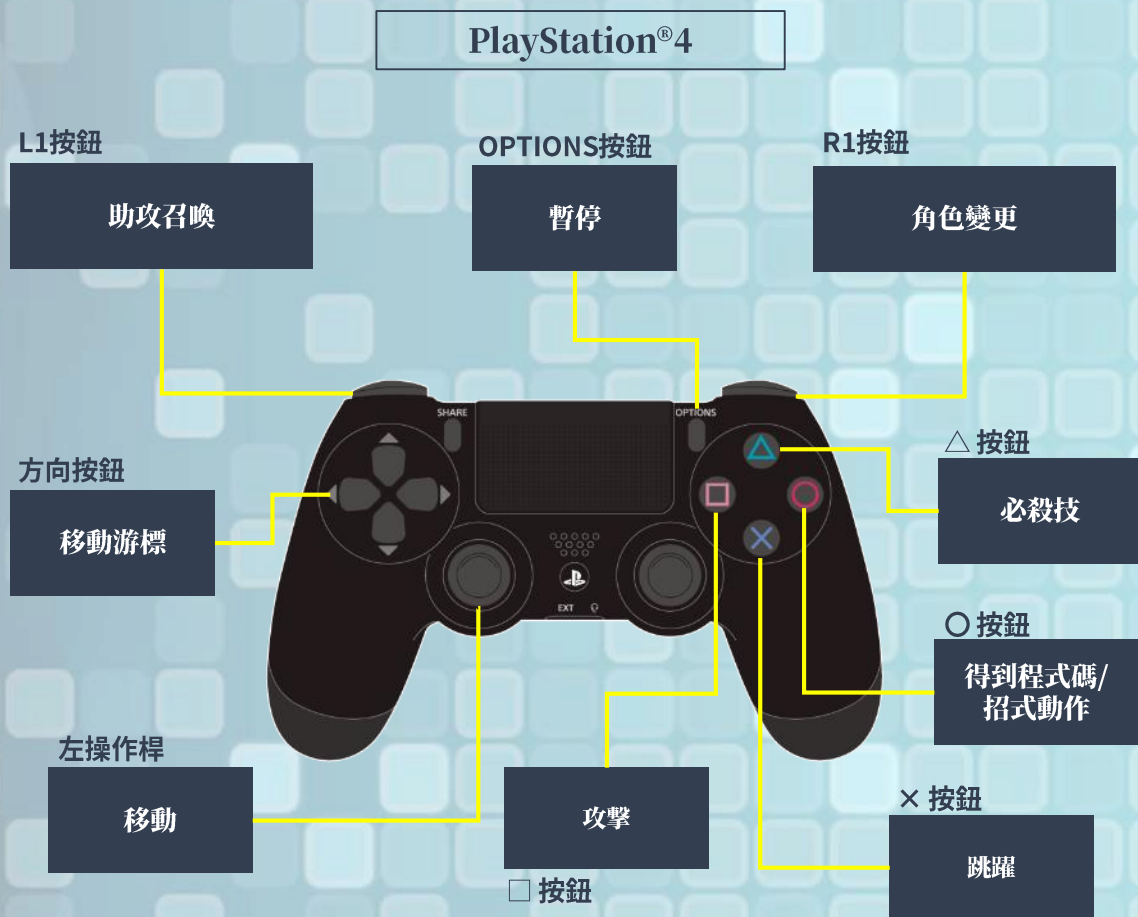 PlayStation®4
L1按鈕
助攻召喚
OPTIONS按鈕
暫停
R1按鈕
角色變更
SHARE
OPTIONS
△ 按鈕
必殺技
方向按鈕
移動游標
EXT
○ 按鈕
得到程式碼/
招式動作
左操作桿
移動
攻擊
□ 按鈕
✕ 按鈕
跳躍